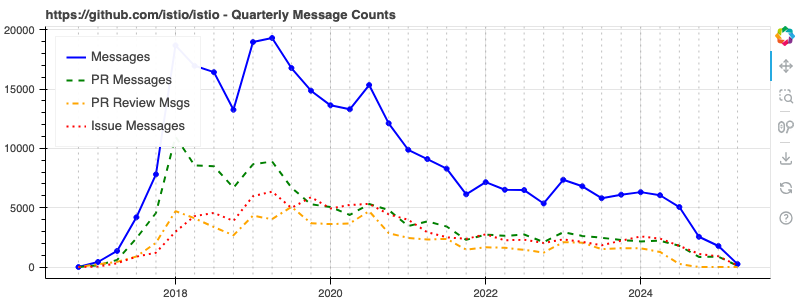 https://github.com/istio/istio - Quarterly Message Counts
20000
15000
10000
5000
0
Messages
PR Messages
PR Review Msgs
Issue Messages
2018
2020
2022
2024